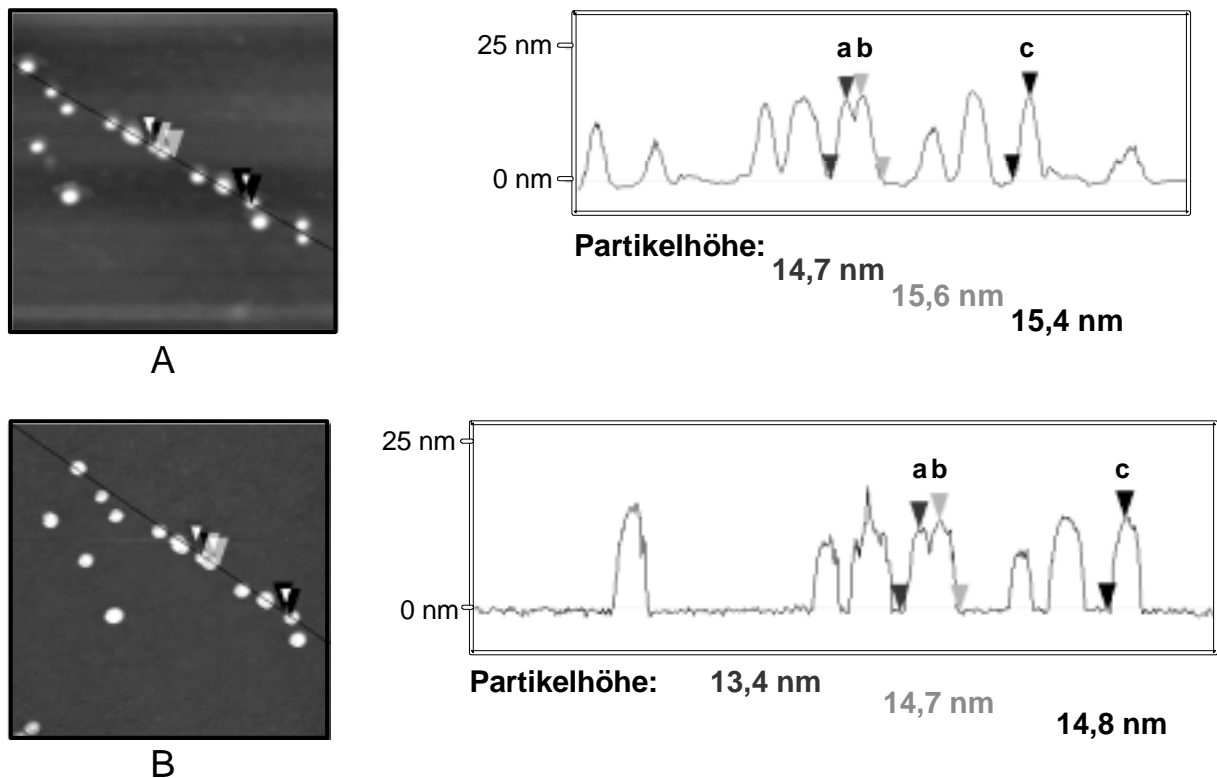 25 nm
a b c
0 nm
Partikelhöhe:
14,7 nm
15,6 nm
15,4 nm
A
25 nm
a b c
0 nm
Partikelhöhe: 13,4 nm
14,7 nm
14,8 nm
B